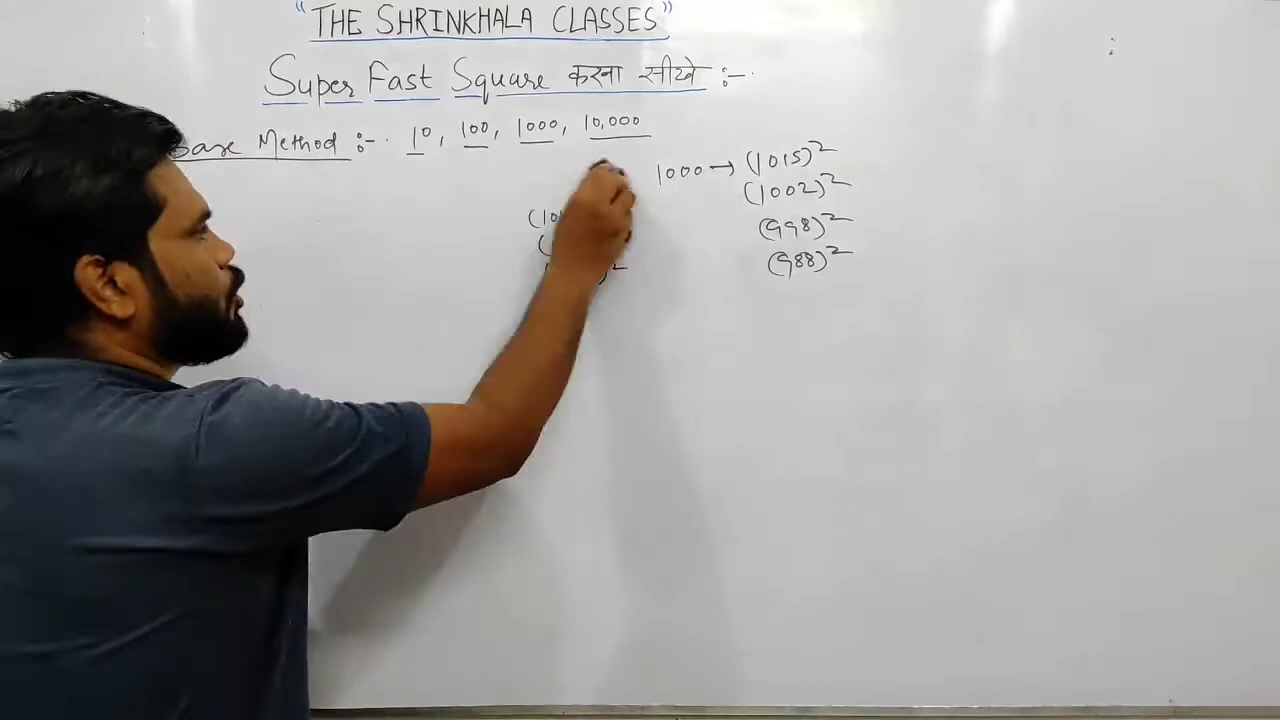 "THE SHRINKHALA CLASSES"
Super Fast Square करना सीखे :-
Base Method :- 10, 100, 1000, 10,000
1000 → (1015)²
(1002)²
(998)²
(988)²